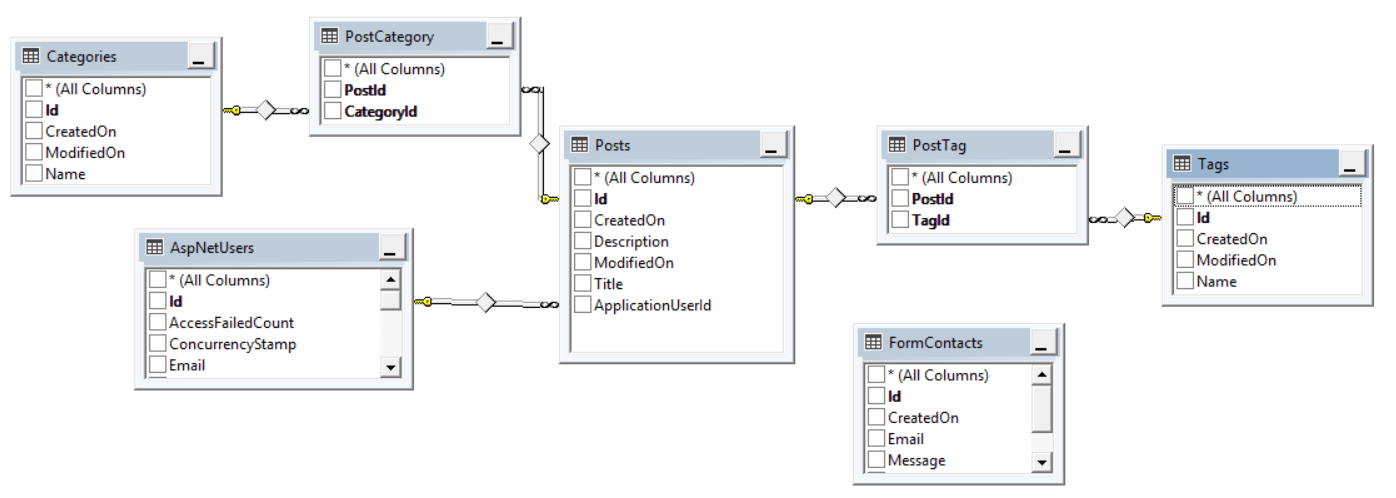 Categories
* (All Columns)
Id
CreatedOn
ModifiedOn
Name
PostCategory
* (All Columns)
PostId
CategoryId
Posts
* (All Columns)
Id
CreatedOn
Description
ModifiedOn
Title
ApplicationUserId
PostTag
* (All Columns)
PostId
TagId
Tags
* (All Columns)
Id
CreatedOn
ModifiedOn
Name
AspNetUsers
* (All Columns)
Id
AccessFailedCount
ConcurrencyStamp
Email
FormContacts
* (All Columns)
Id
CreatedOn
Email
Message